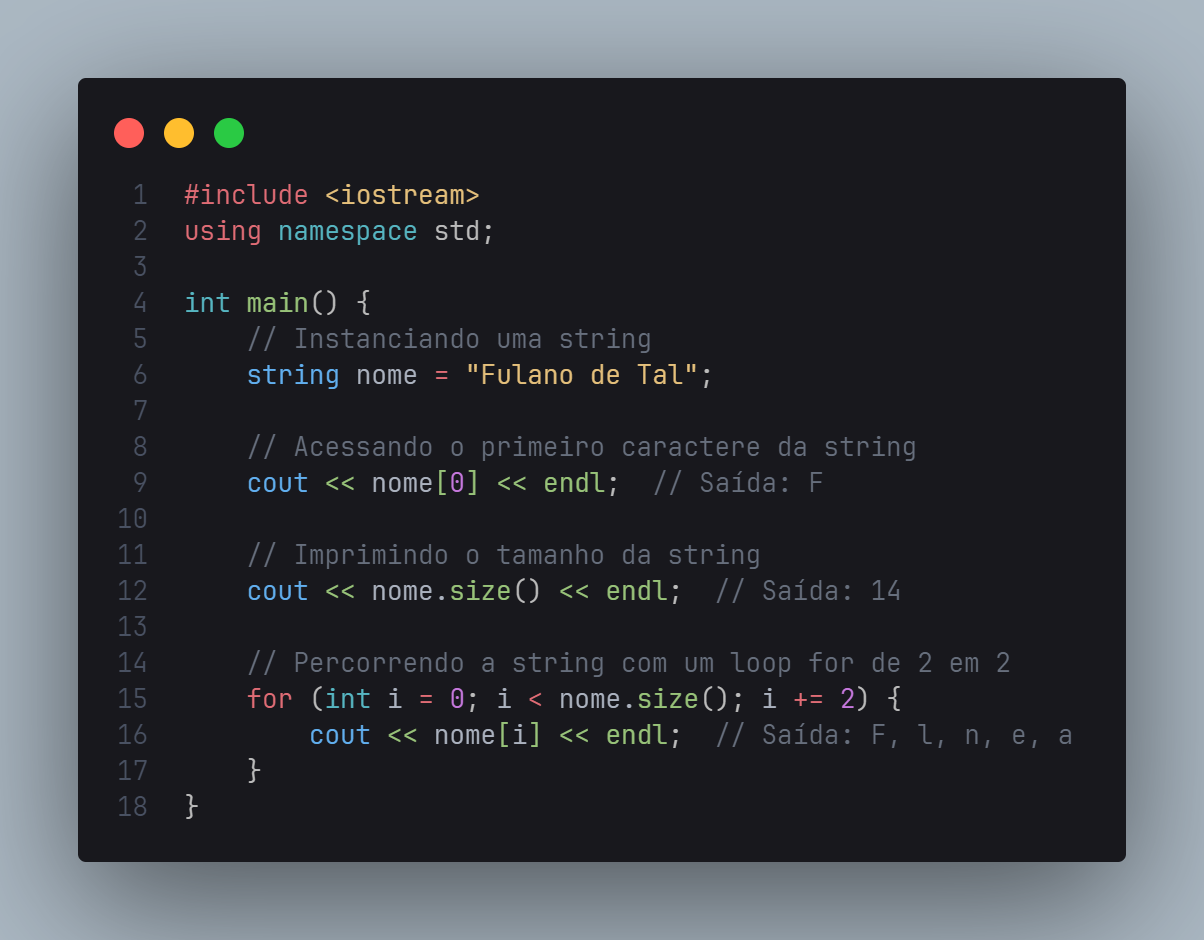 1 #include <iostream>
2 using namespace std;
3
4 int main() {
5     // Instanciando uma string
6     string nome = "Fulano de Tal";
7
8     // Acessando o primeiro caractere da string
9     cout << nome[0] << endl;  // Saída: F
10
11     // Imprimindo o tamanho da string
12     cout << nome.size() << endl;  // Saída: 14
13
14     // Percorrendo a string com um loop for de 2 em 2
15     for (int i = 0; i < nome.size(); i += 2) {
16         cout << nome[i] << endl;  // Saída: F, l, n, e, a
17     }
18 }